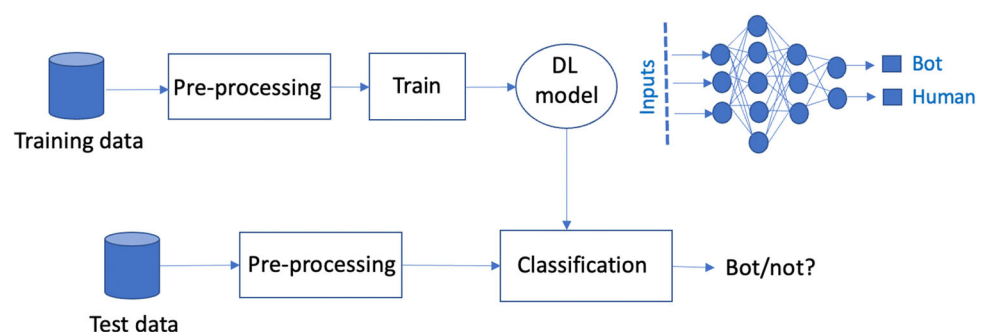 Training data
Pre-processing
Train
DL
model
Inputs
Bot
Human
Test data
Pre-processing
Classification
Bot/not?